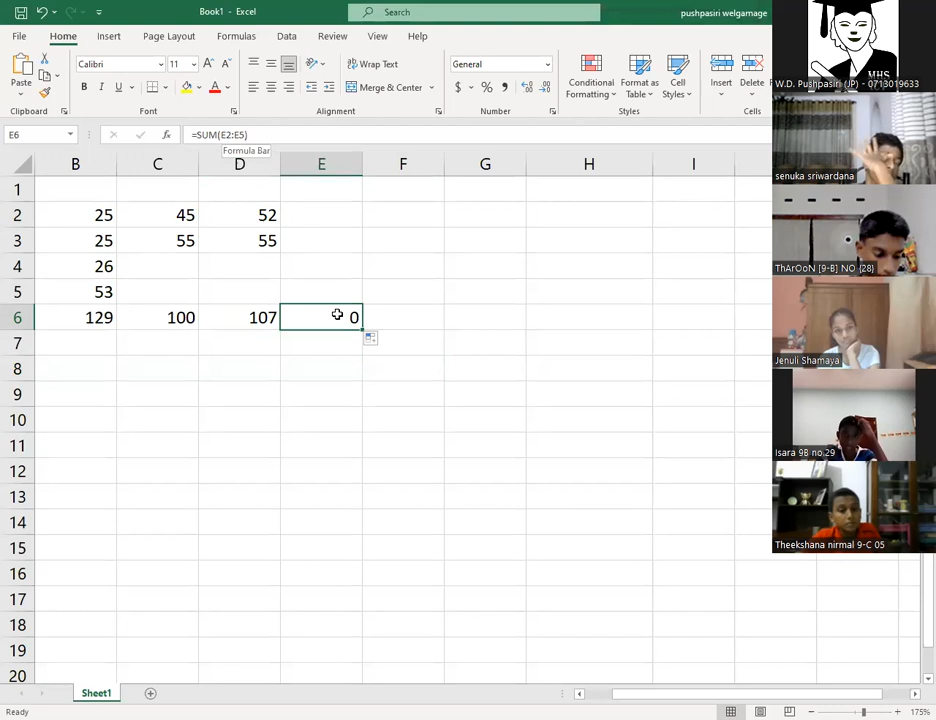 Book1 - Excel
Search
pushpasiri welgamage
File Home Insert Page Layout Formulas Data Review View Help
Paste
Calibri 11
B I U
Wrap Text
Merge & Center
General
$ % 9
Conditional Formatting
Format as Table
Cell Styles
Insert Delete
Clipboard Font Alignment Number Styles Cells
E6 fx =SUM(E2:E5)
Formula Bar
B C D E F G H I
1
2 25 45 52
3 25 55 55
4 26
5 53
6 129 100 107 0
7
8
9
10
11
12
13
14
15
16
17
18
19
20
Sheet1
Ready
175%
MHS
W.D. Pushpasiri (JP) - 0713019633
senuka sriwardana
ThArOoN [9-B] NO (28)
Jenuli Shamaya
Isara 9B no.29
Theekshana nirmal 9-C 05